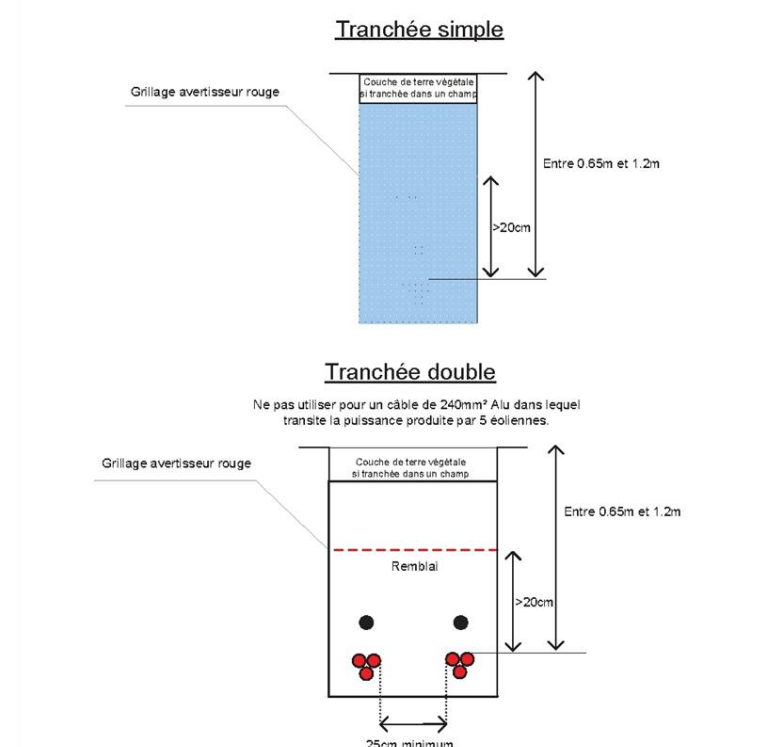 Tranchée simple
Couche de terre végétale
si tranchée dans un champ
Grillage avertisseur rouge
Entre 0.65m et 1.2m
>20cm
Tranchée double
Ne pas utiliser pour un câble de 240mm² Alu dans lequel
transite la puissance produite par 5 éoliennes.
Grillage avertisseur rouge
Couche de terre végétale
si tranchée dans un champ
Entre 0.65m et 1.2m
Remblai
>20cm
25cm minimum